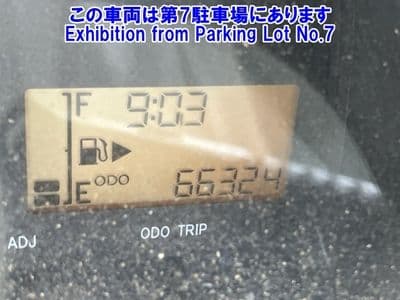 この車両は第7駐車場にあります
Exhibition from Parking Lot No.7
F 9:03
ODO 66324
E
ADJ ODO TRIP